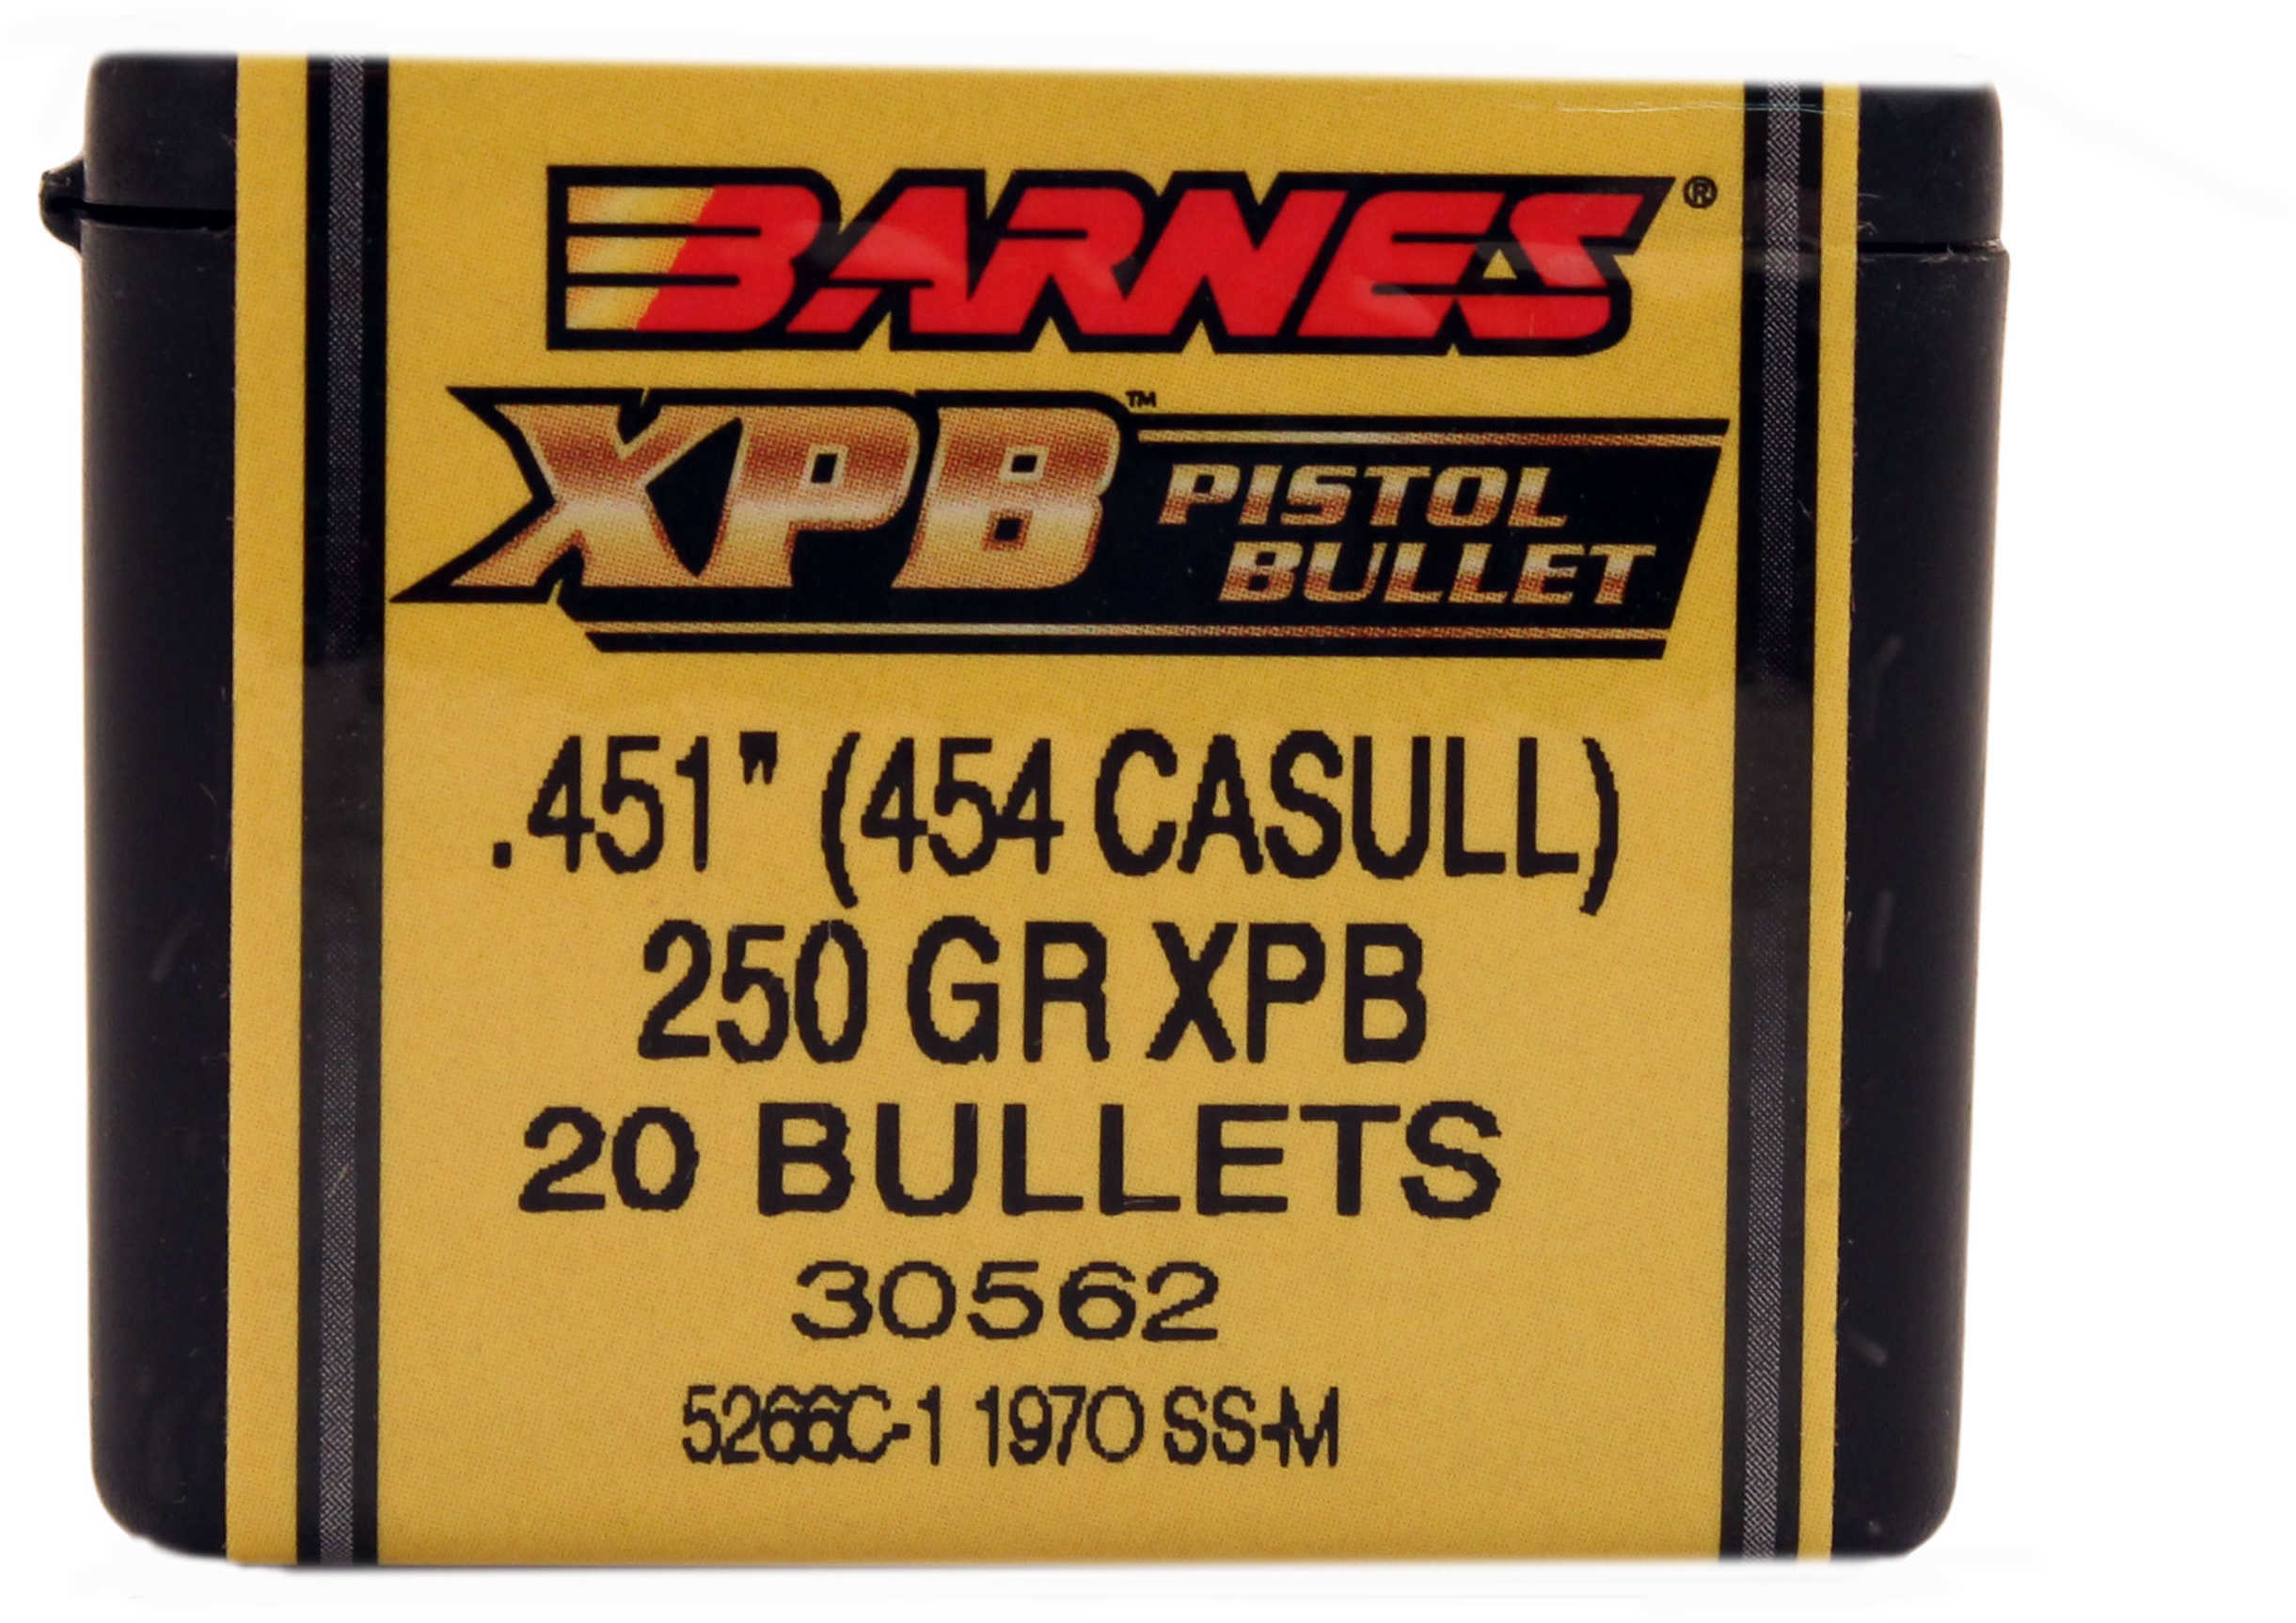 BARNES®
XPB™ PISTOL
BULLET
.451" (454 CASULL)
250 GR XPB
20 BULLETS
30562
5266C-1 1970 SS-M